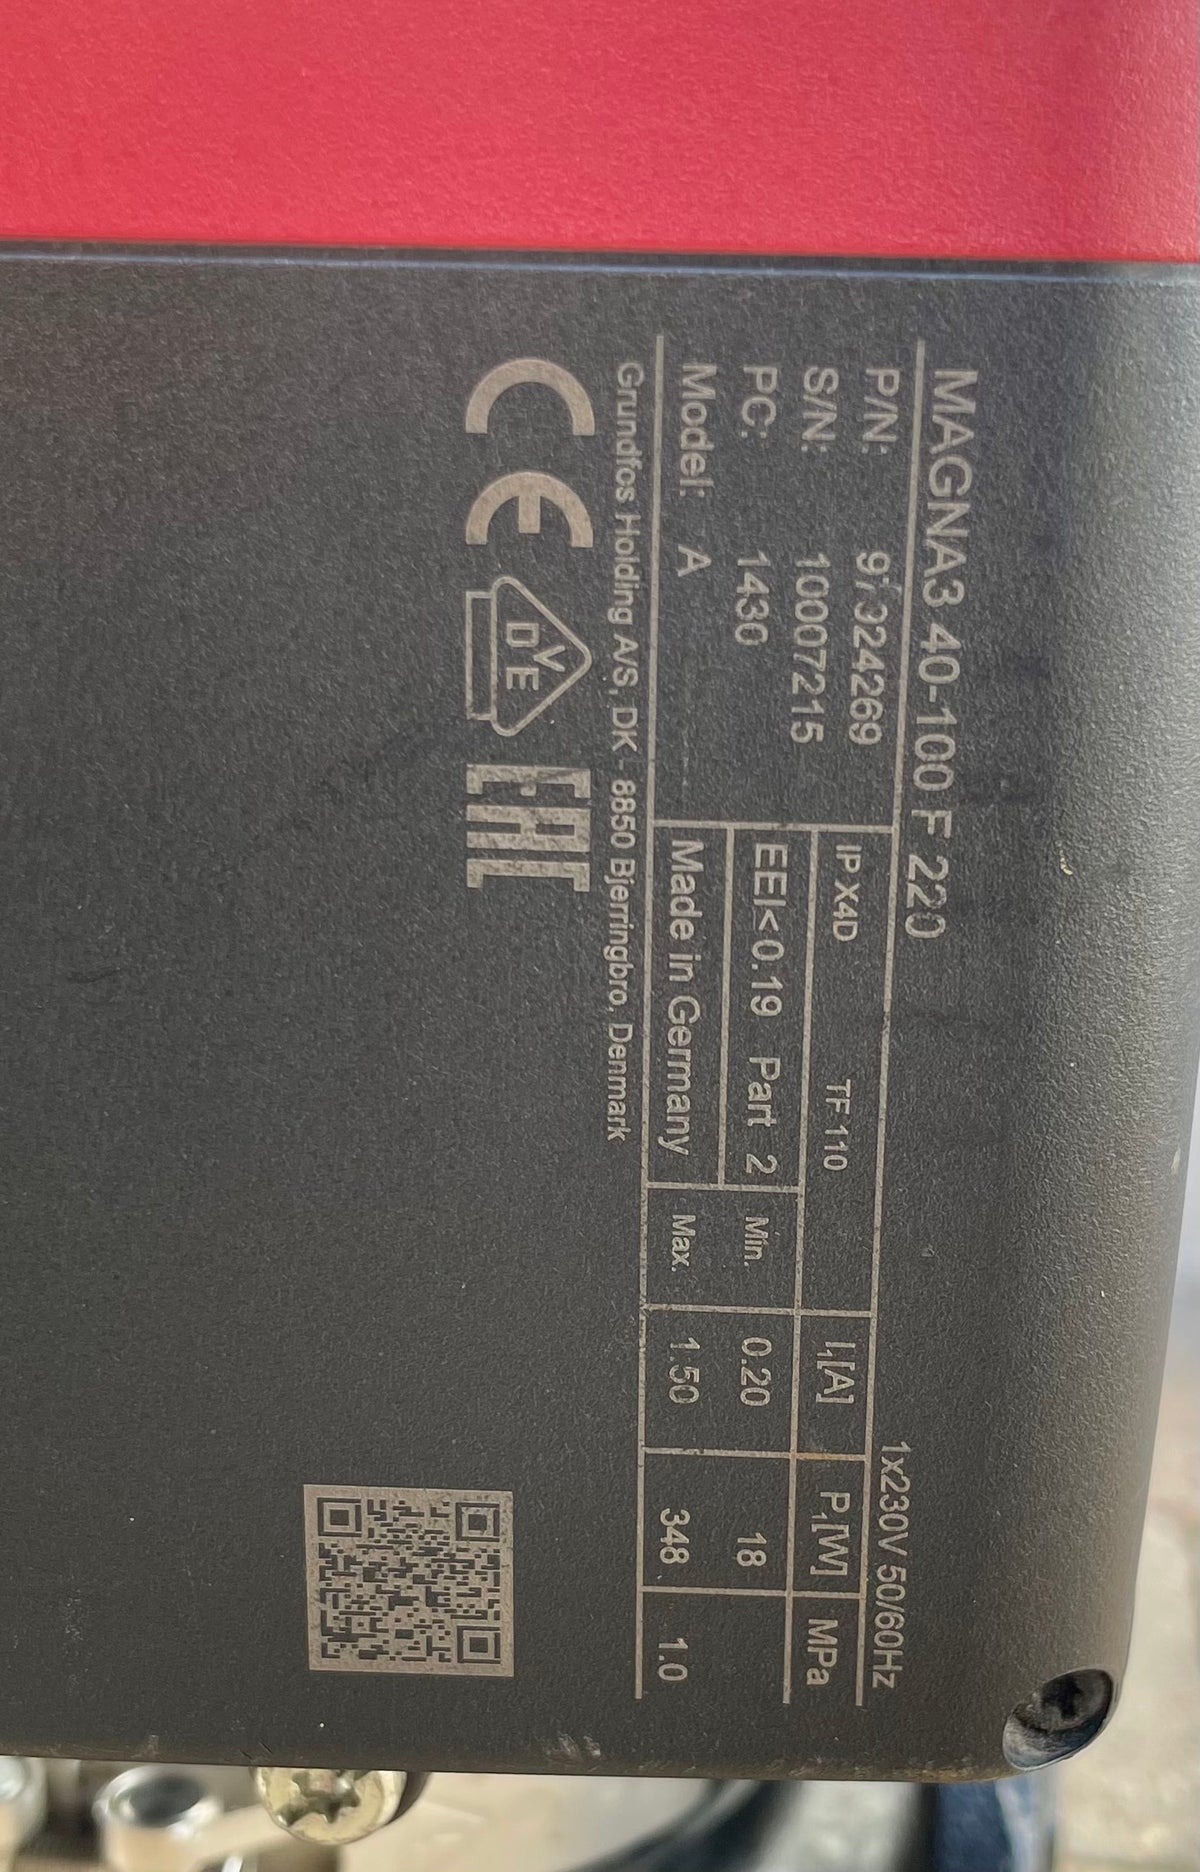 MAGNA3 40-100 F 220
1x230V 50/60Hz
P/N: 97924269
S/N: 10007215
PC: 1430
Model: A
IP X4D TF 110
EEI<0.19 Part 2
Made in Germany
I₁[A] P₁[W] MPa
Min. 0.20 18
Max. 1.50 348 1.0
Grundfos Holding A/S, DK - 8850 Bjerringbro, Denmark
CE
DVE
EAC